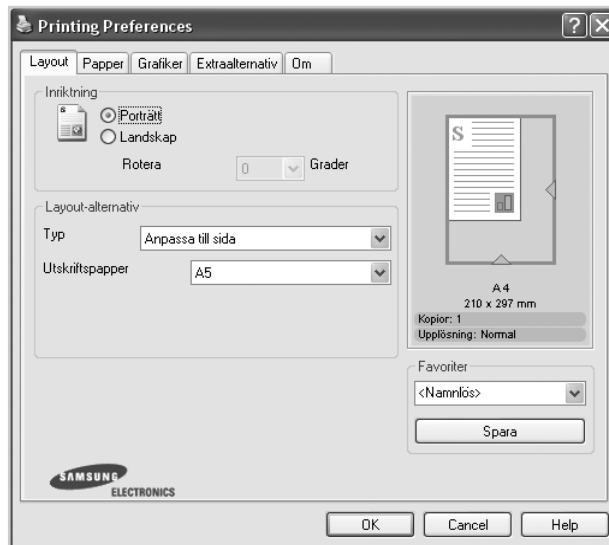 Printing Preferences
Layout Papper Grafiker Extraalternativ Om
Inriktning
Porträtt
Landskap
Rotera 0 Grader
Layout-alternativ
Typ Anpassa till sida
Utskriftspapper A5
S
S
A4
210 x 297 mm
Kopior: 1
Upplösning: Normal
Favoriter
<Namnlös>
Spara
SAMSUNG
ELECTRONICS
OK Cancel Help